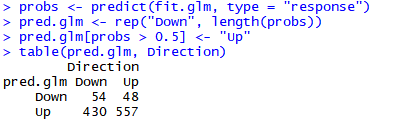 > probs <- predict(fit.glm, type = "response")
> pred.glm <- rep("Down", length(probs))
> pred.glm[probs > 0.5] <- "Up"
> table(pred.glm, Direction)
        Direction
pred.glm Down  Up
    Down   54  48
    Up    430 557